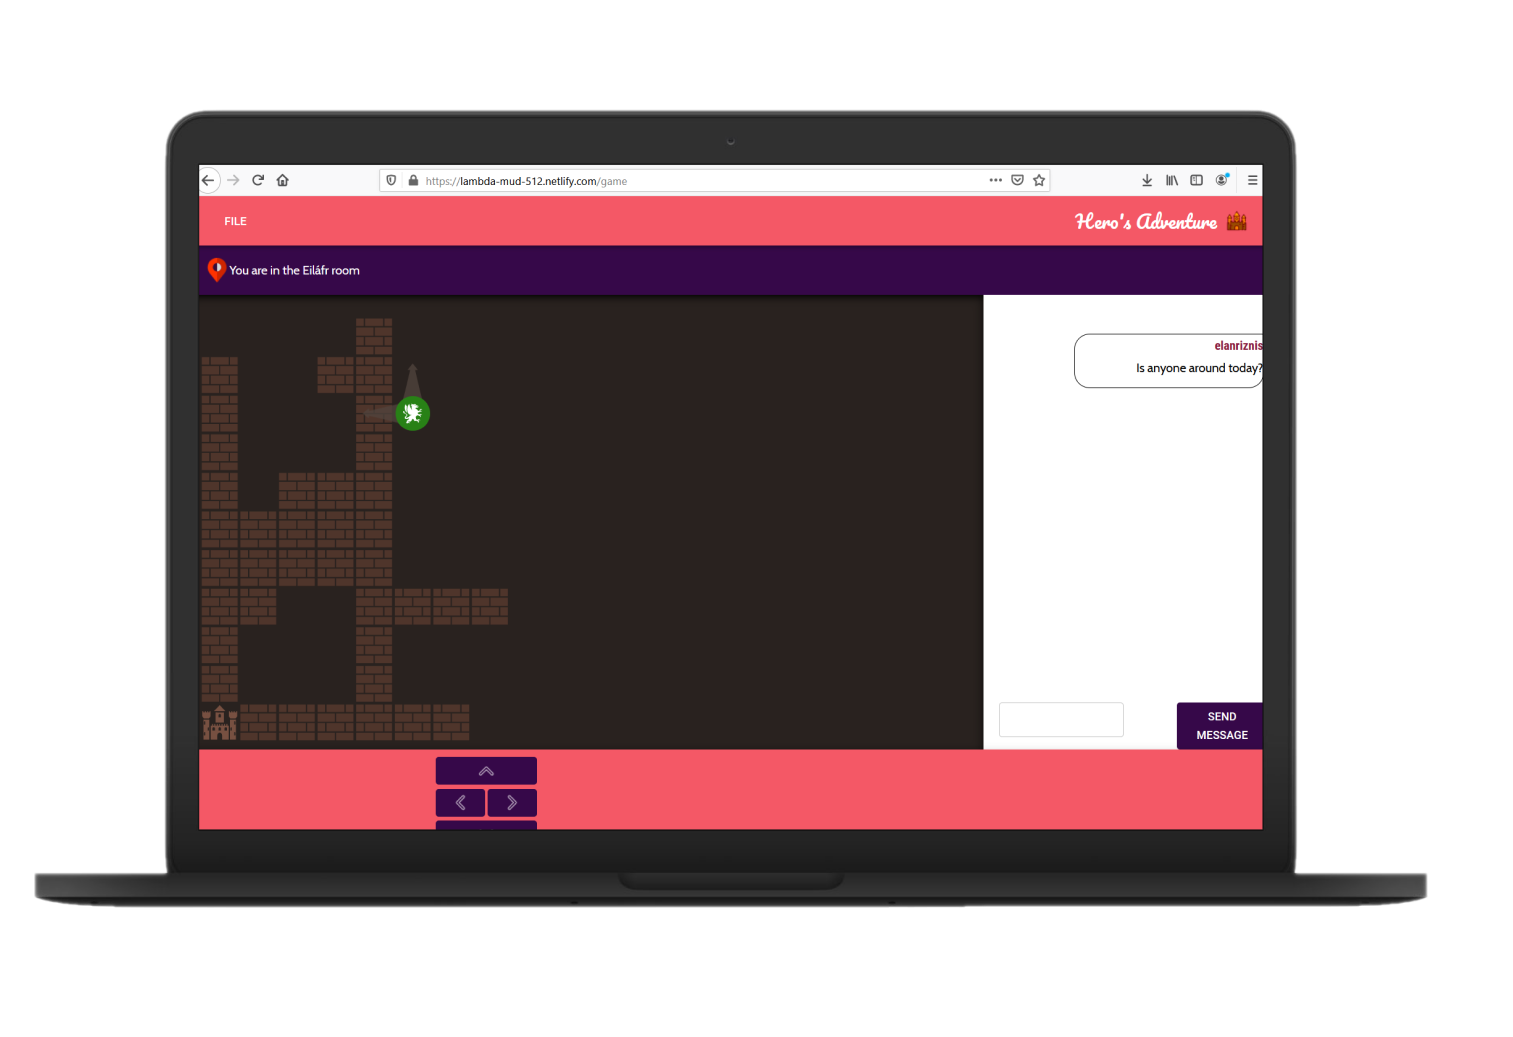 https://lambda-mud-512.netlify.com/game
FILE
Hero's Adventure
You are in the Eiláfr room
elanriznis
Is anyone around today?
SEND
MESSAGE